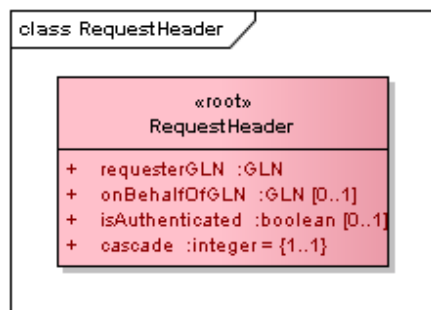 class RequestHeader
«root»
RequestHeader
+ requesterGLN :GLN
+ onBehalfOfGLN :GLN [0..1]
+ isAuthenticated :boolean [0..1]
+ cascade :integer = {1..1}